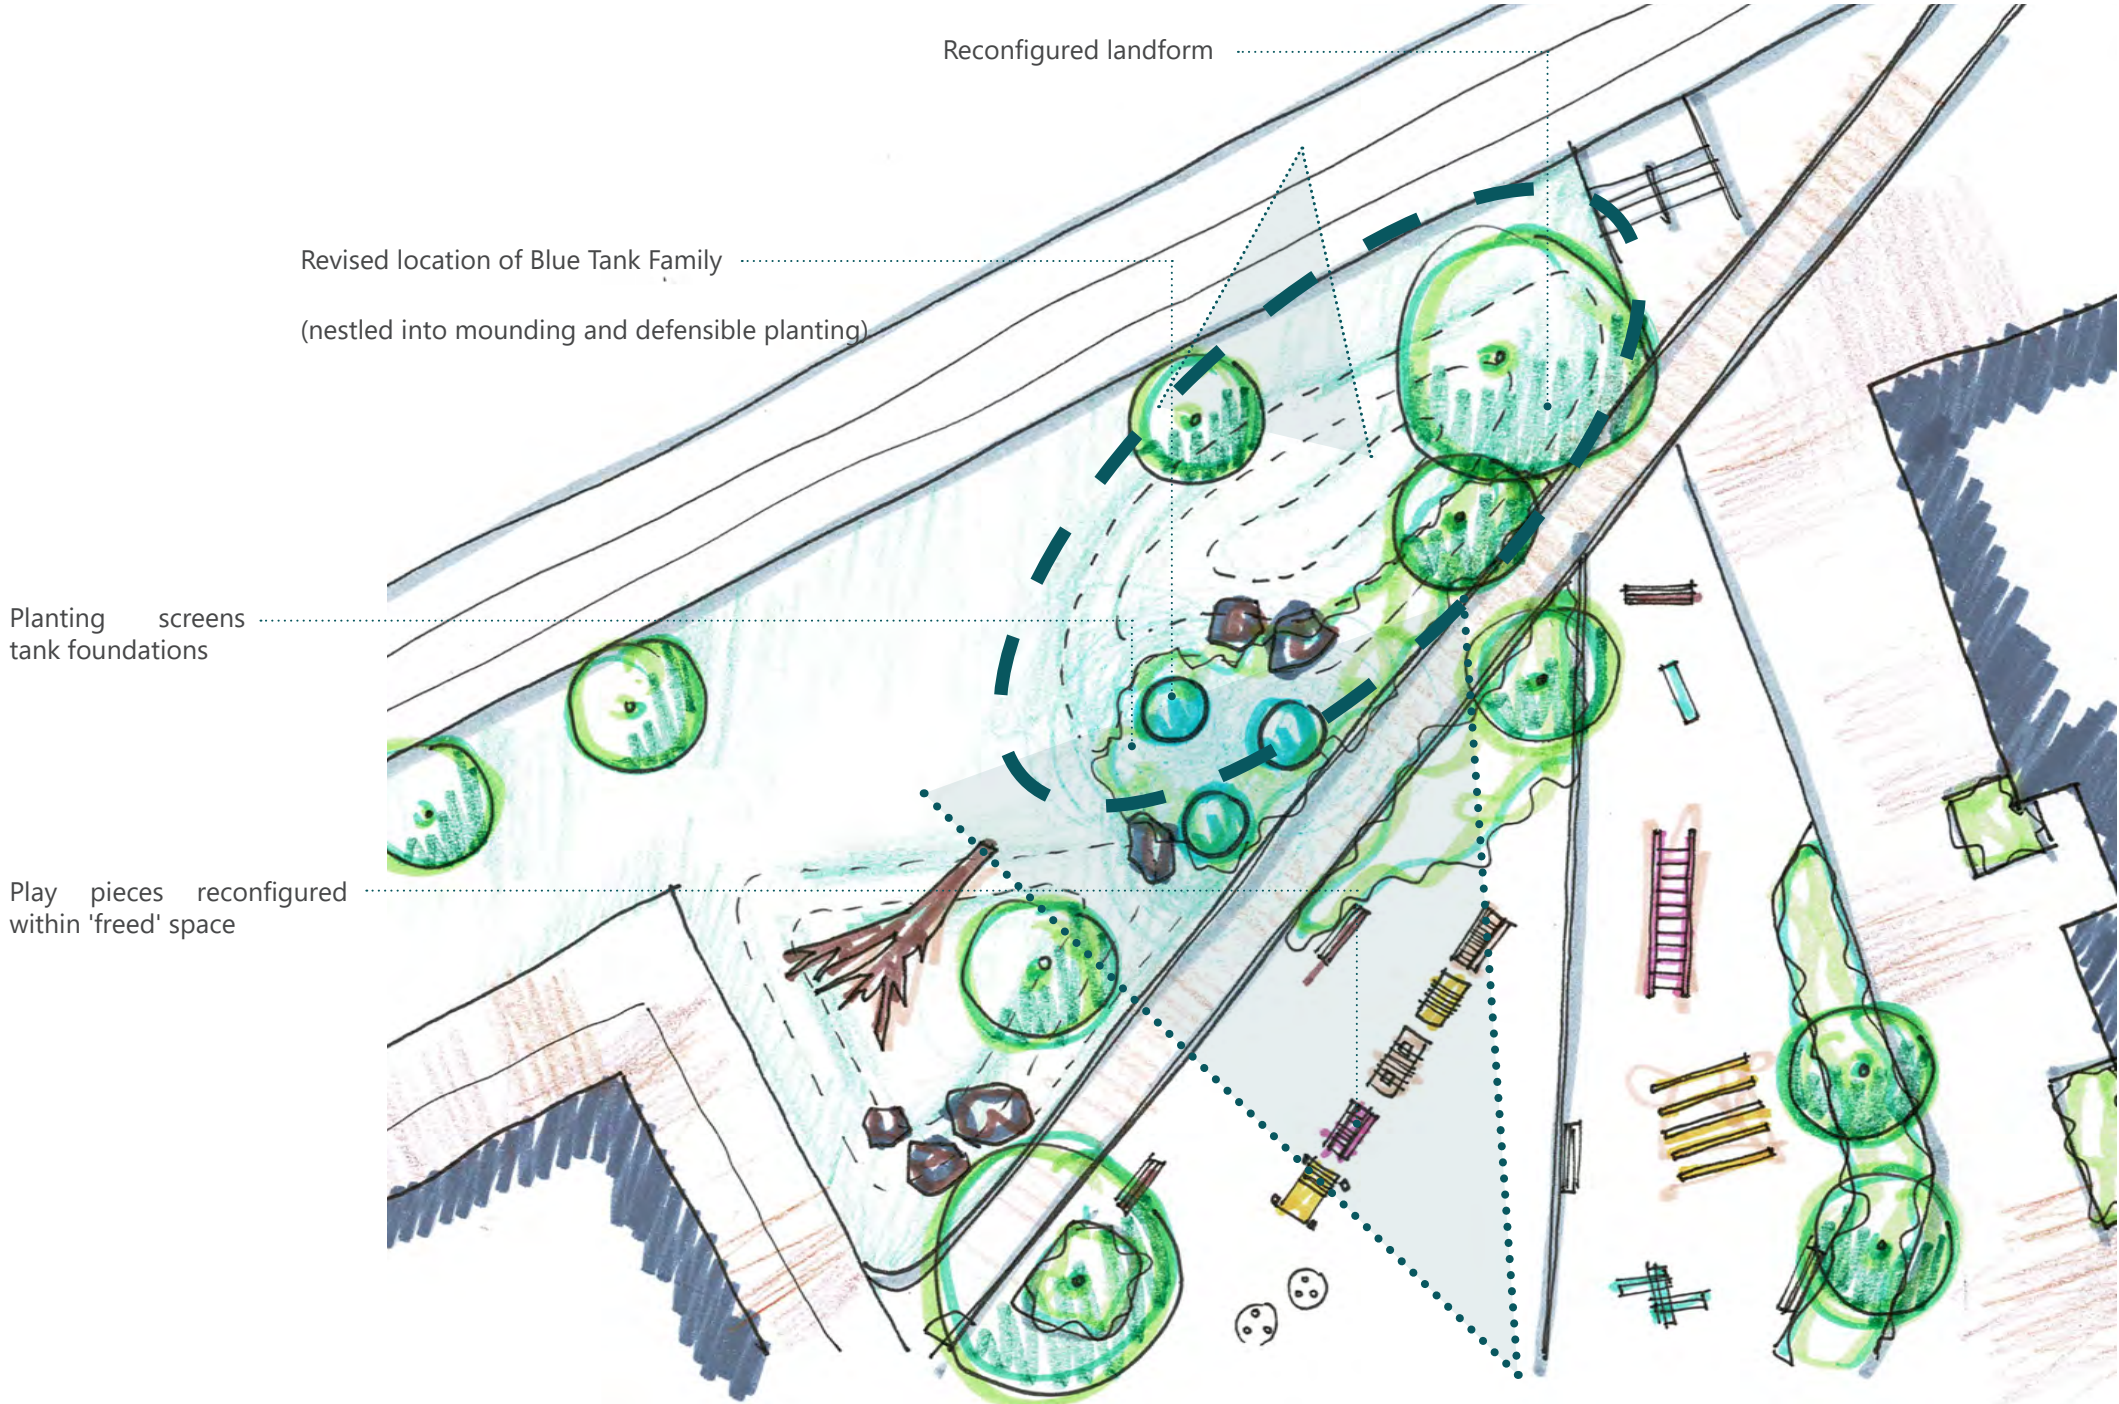 Reconfigured landform
Revised location of Blue Tank Family
(nestled into mounding and defensible planting)
Planting screens
tank foundations
Play pieces reconfigured
within 'freed' space